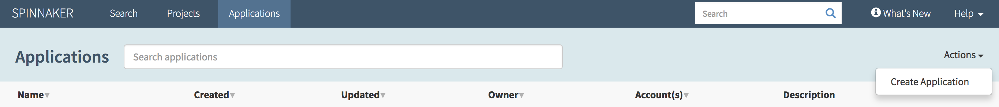 SPINNAKER Search Projects Applications Search What's New Help
Applications Search applications Actions
Create Application
Name Created Updated Owner Account(s) Description